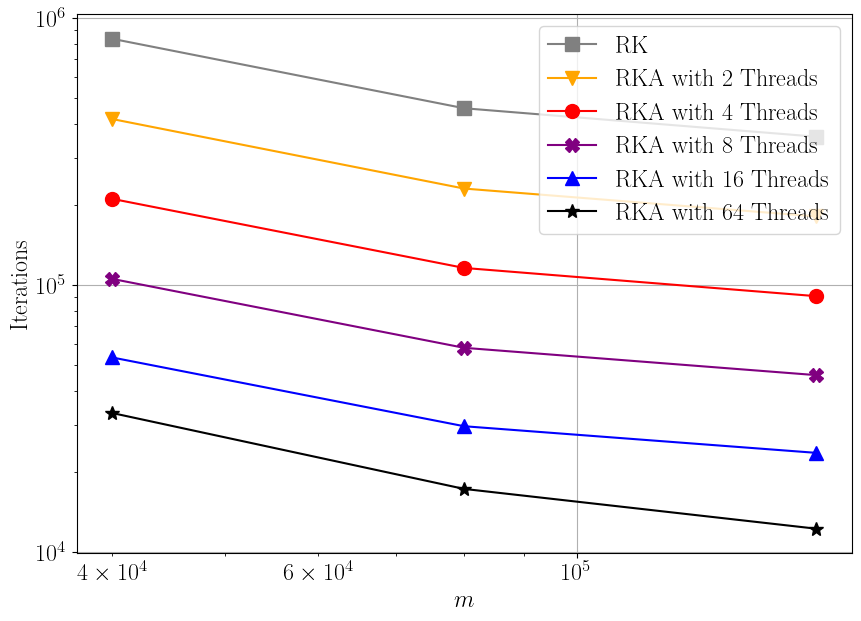 10^6
10^5
10^4
Iterations
RK
RKA with 2 Threads
RKA with 4 Threads
RKA with 8 Threads
RKA with 16 Threads
RKA with 64 Threads
4 × 10^4
6 × 10^4
10^5
m